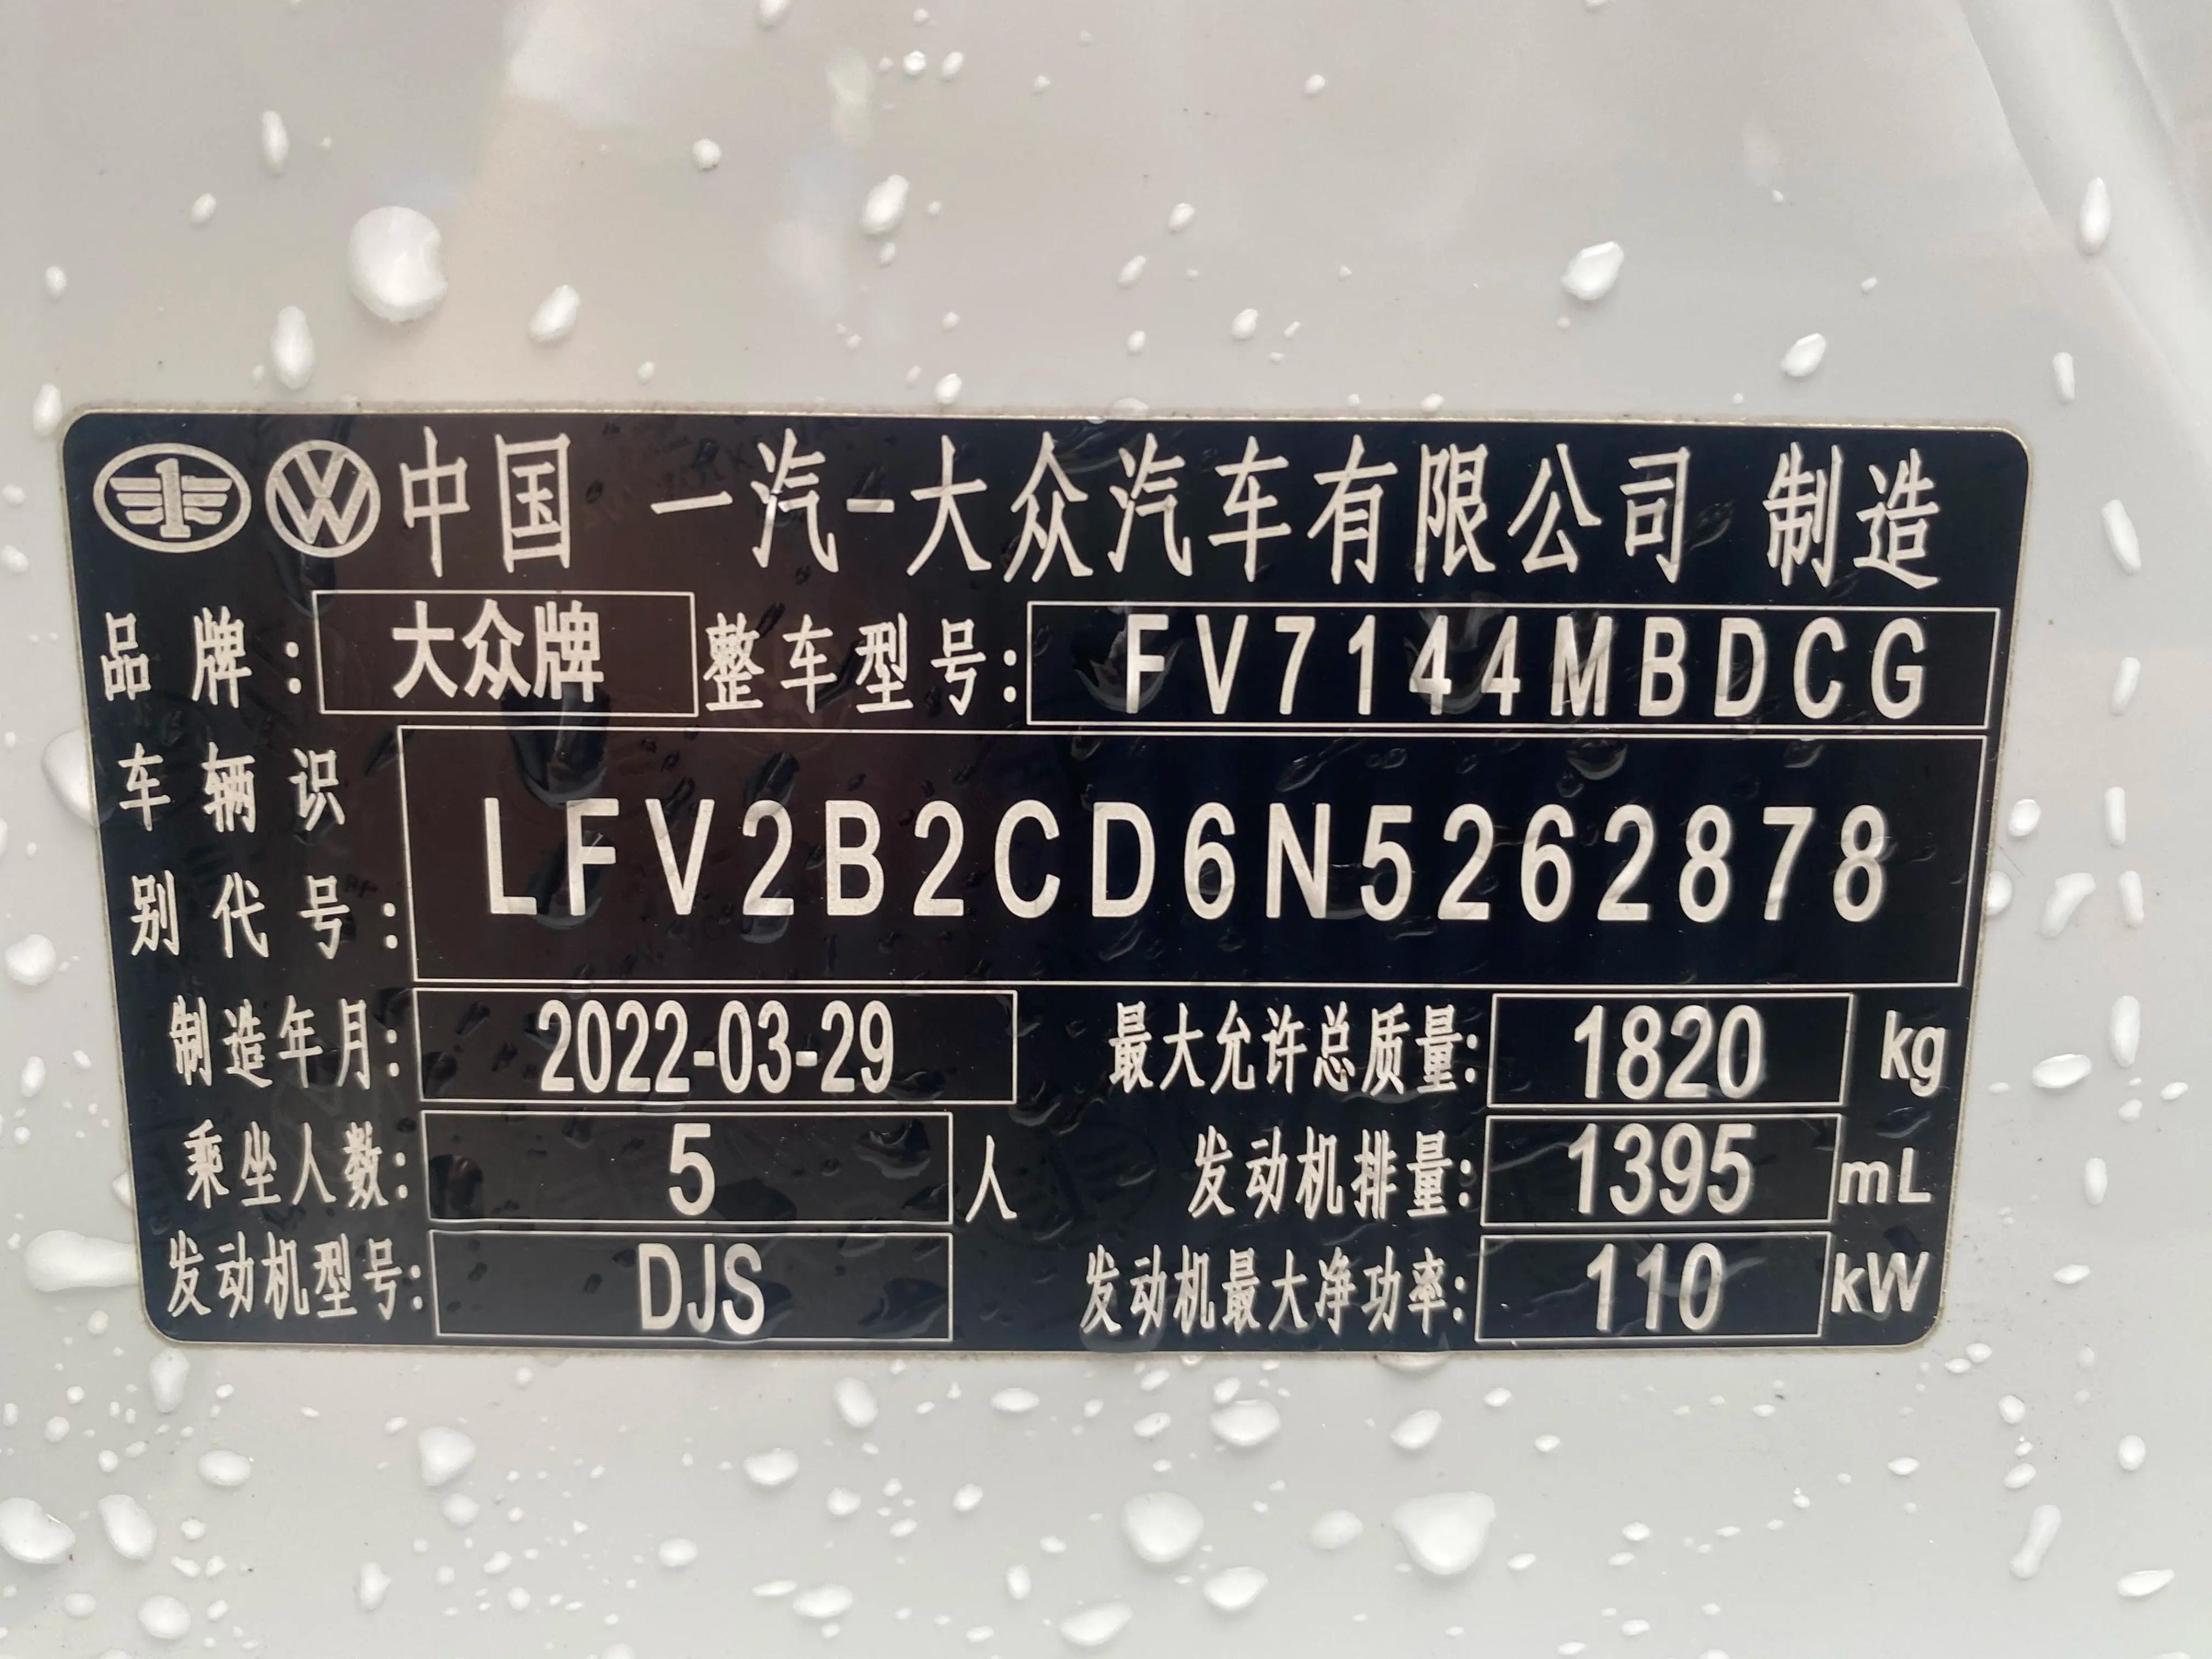 中国 一汽-大众汽车有限公司 制造
品牌: 大众牌 整车型号: FV7144MBDCG
车辆识
别代号: LFV2B2CD6N5262878
制造年月: 2022-03-29 最大允许总质量: 1820 kg
乘坐人数: 5 人 发动机排量: 1395 mL
发动机型号: DJS 发动机最大净功率: 110 kW